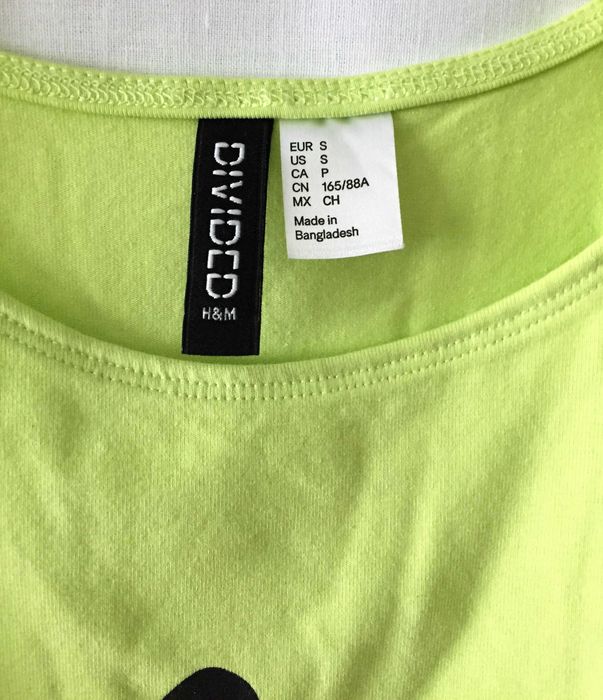 DIVIDED
H&M
EUR S
US S
CA P
CN 165/88A
MX CH
Made in
Bangladesh